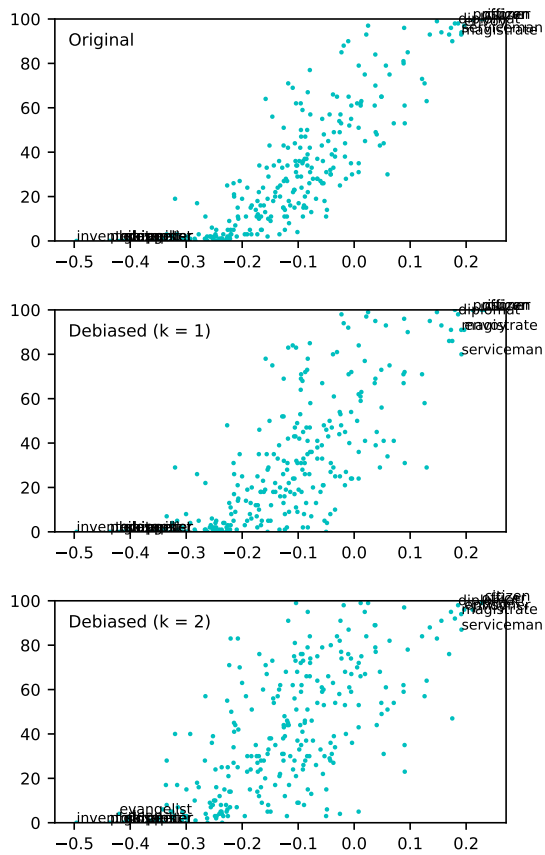 Original
diplomat
citizen
serviceman
magistrate
100
80
60
40
20
0
−0.5 −0.4 −0.3 −0.2 −0.1 0.0 0.1 0.2
Debiased (k = 1)
diplomat
envoy
magistrate
serviceman
100
80
60
40
20
0
−0.5 −0.4 −0.3 −0.2 −0.1 0.0 0.1 0.2
Debiased (k = 2)
citizen
diplomat
magistrate
serviceman
evangelist
100
80
60
40
20
0
−0.5 −0.4 −0.3 −0.2 −0.1 0.0 0.1 0.2